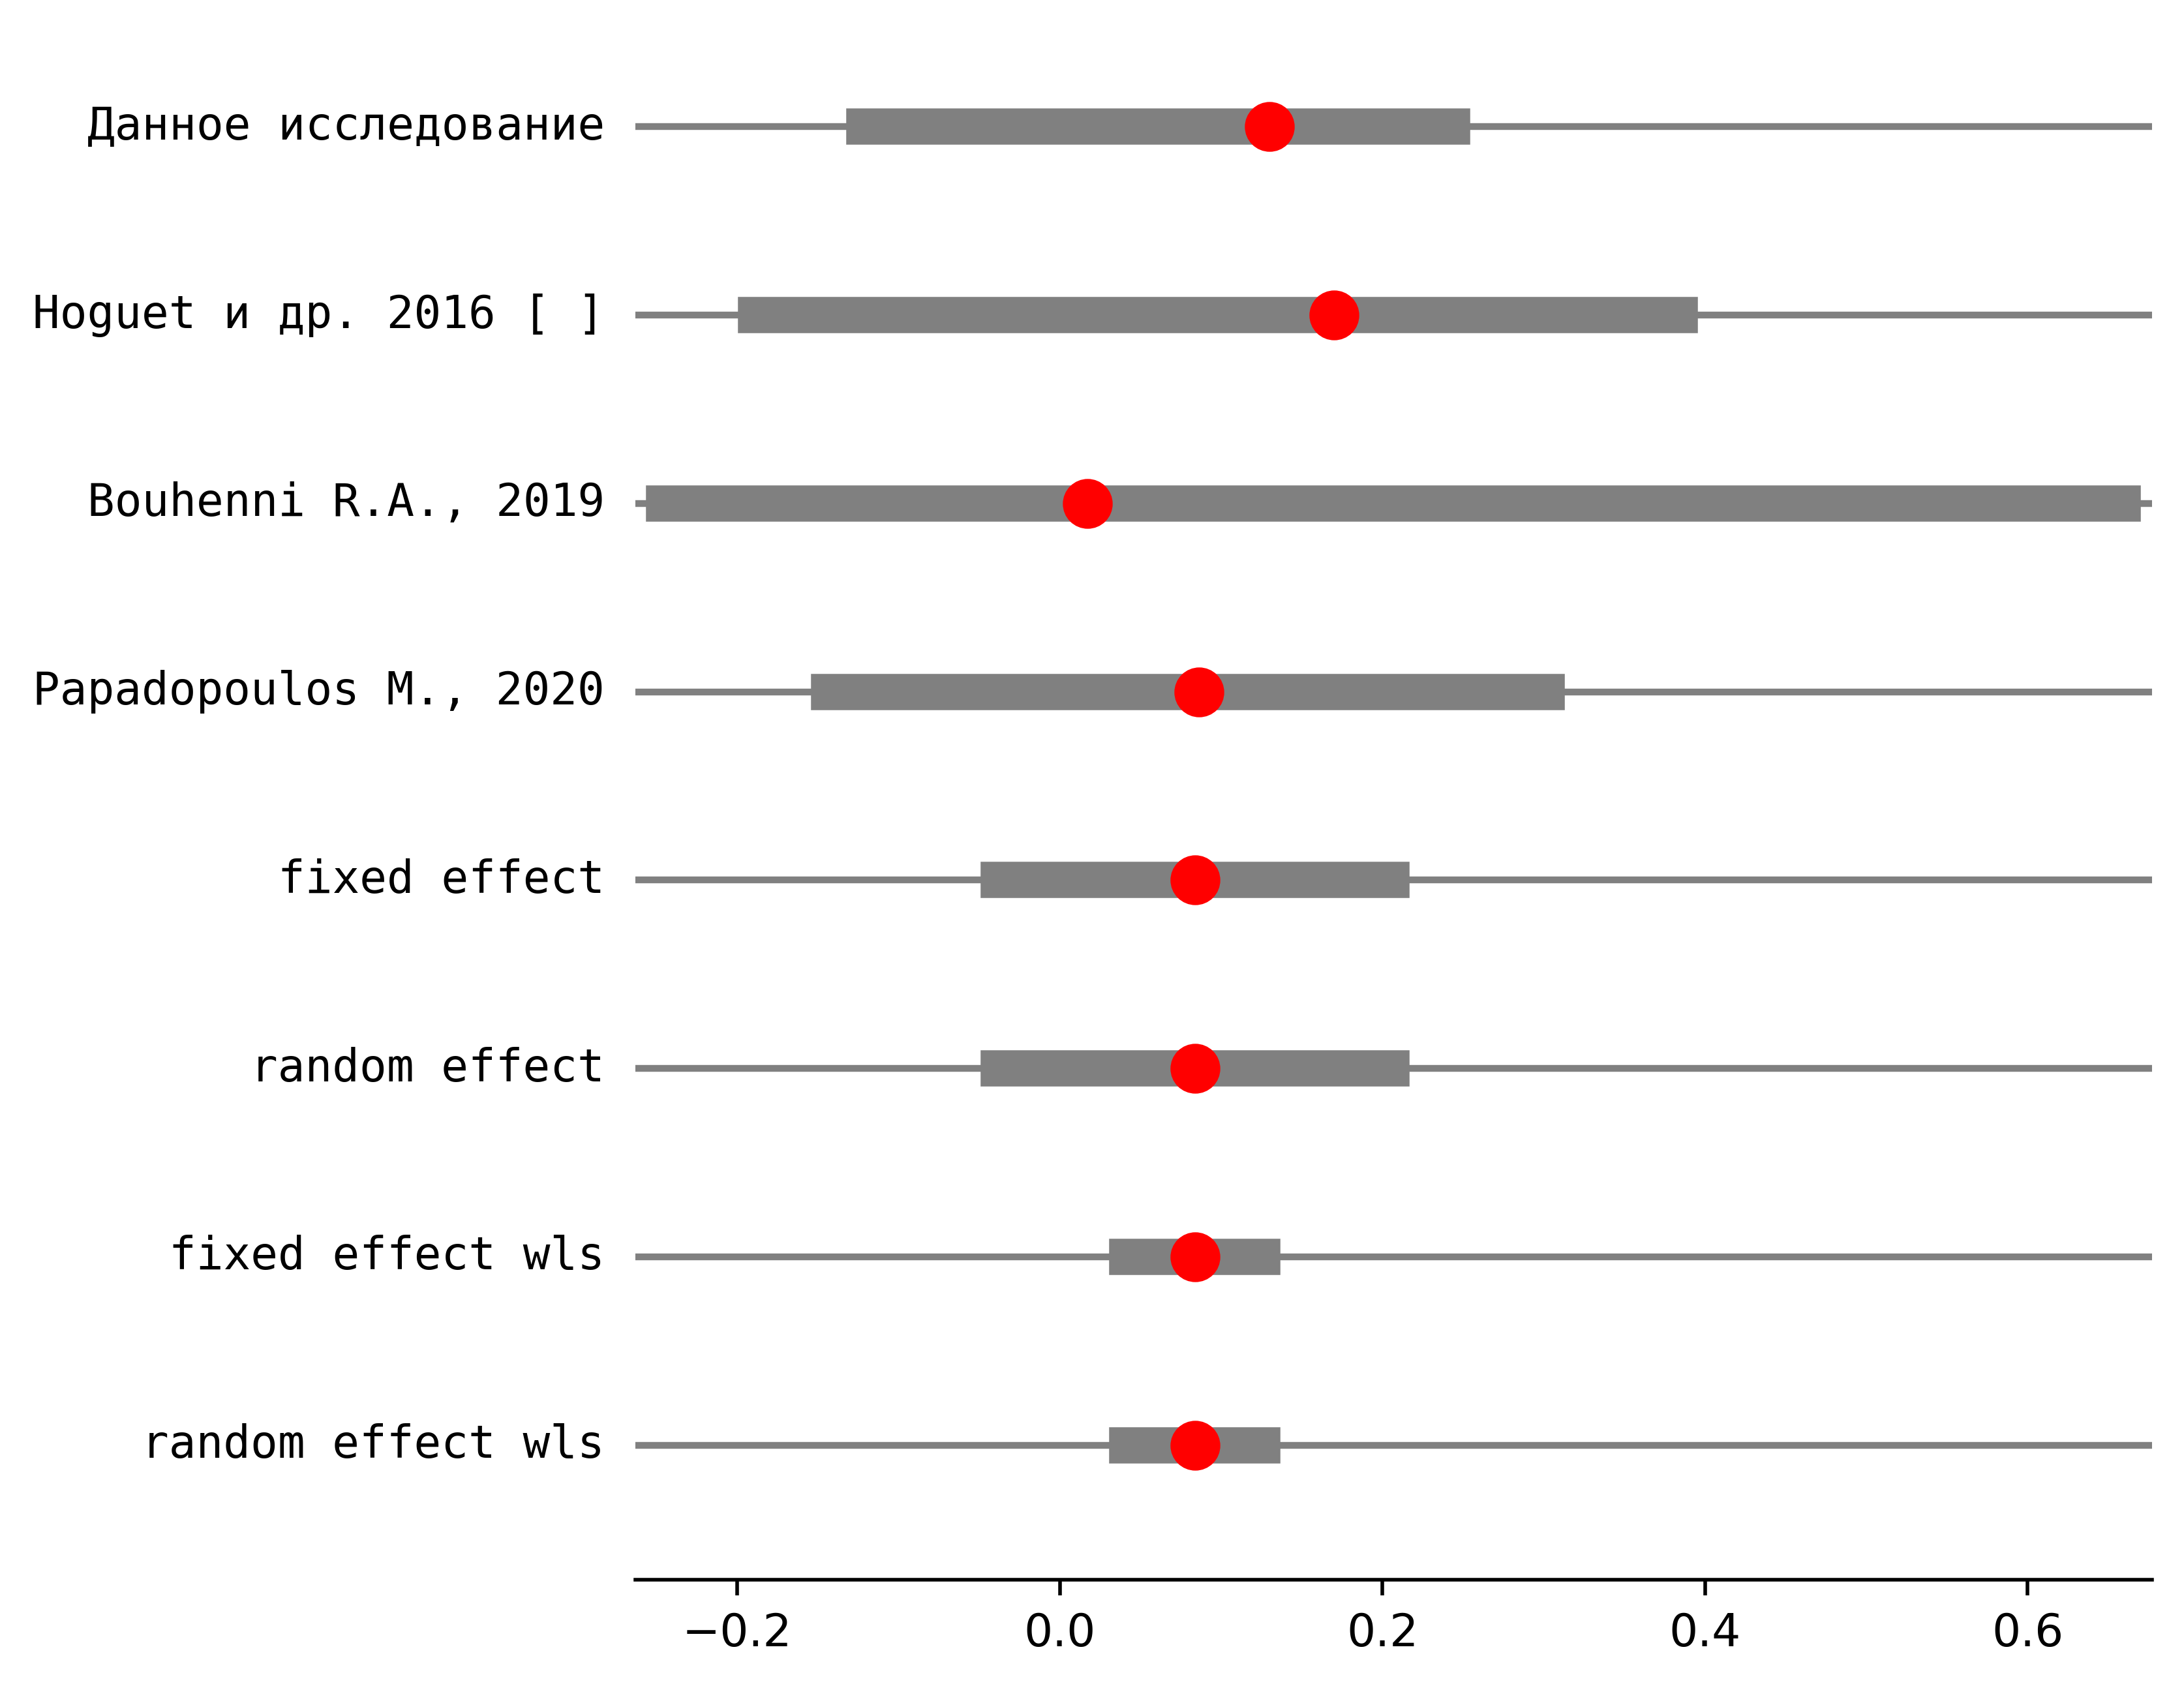 Данное исследование
Hoguet и др. 2016 [ ]
Bouhenni R.A., 2019
Papadopoulos M., 2020
fixed effect
random effect
fixed effect wls
random effect wls
−0.2 0.0 0.2 0.4 0.6